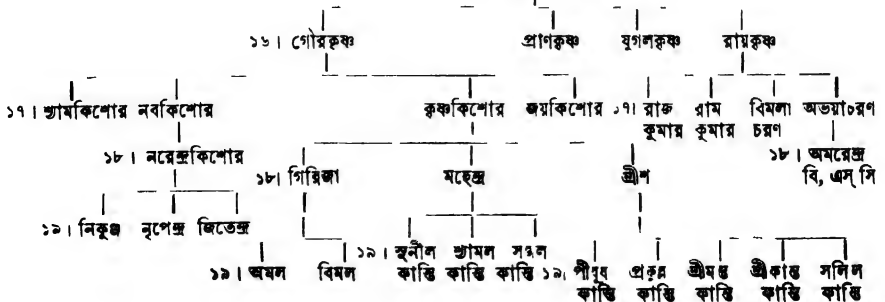 ১৬। গৌরকৃষ্ণ প্রাণকৃষ্ণ যুগলকৃষ্ণ রায়কৃষ্ণ
১৭। শ্যামকিশোর নবকিশোর কৃষ্ণকিশোর জয়কিশোর ১৭। রাজ রাম বিমলা অভয়াচরণ
কুমার কুমার চরণ
১৮। নরেন্দ্রকিশোর ১৮। গিরিজা মহেন্দ্র শ্রীশ ১৮। অমরেন্দ্র
বি, এস্ সি
১৯। নিকুঞ্জ নৃপেন্দ্র জিতেন্দ্র ১৯। সুনীল শ্যামল সজল
১৯। অমল বিমল কান্তি কান্তি কান্তি ১৯। পীযূষ প্রফুল্ল শ্রীমন্ত শ্রীকান্ত সলিল
কান্তি কান্তি কান্তি কান্তি কান্তি